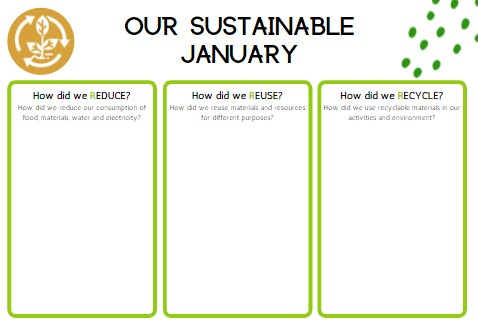 OUR SUSTAINABLE
JANUARY
How did we REDUCE?
How did we reduce our consumption of
food, materials, water and electricity?
How did we REUSE?
How did we reuse materials and resources
for different purposes?
How did we RECYCLE?
How did we use recyclable materials in our
activities and environment?